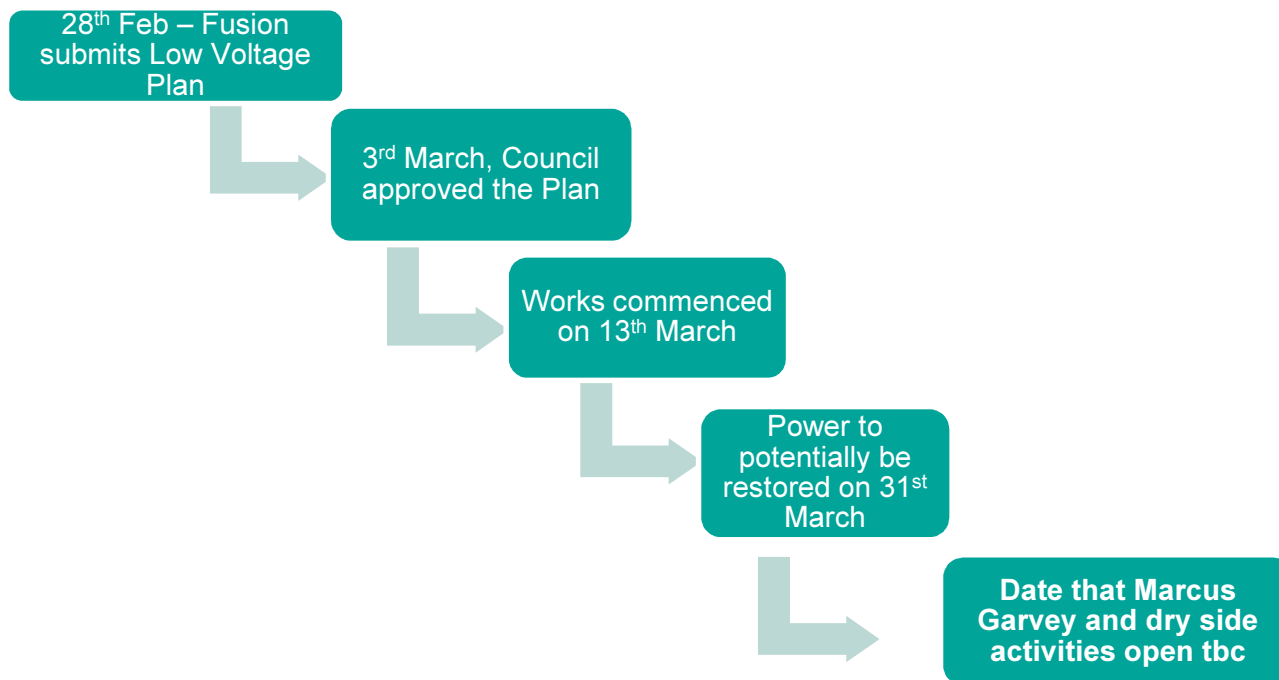 28th Feb – Fusion
submits Low Voltage
Plan
3rd March, Council
approved the Plan
Works commenced
on 13th March
Power to
potentially be
restored on 31st
March
Date that Marcus
Garvey and dry side
activities open tbc